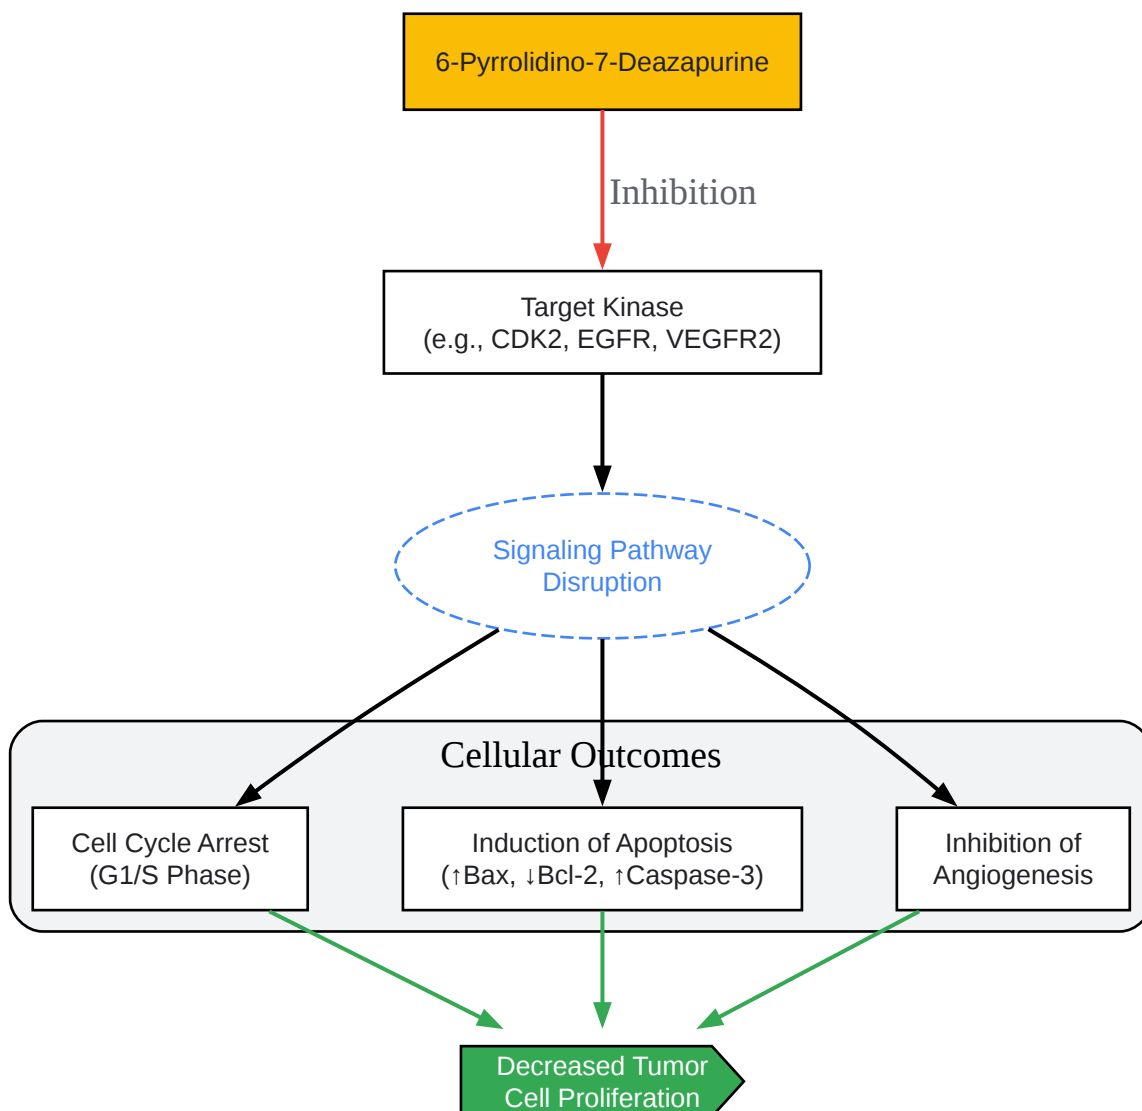 6-Pyrrolidino-7-Deazapurine
Inhibition
Target Kinase
(e.g., CDK2, EGFR, VEGFR2)
Signaling Pathway
Disruption
Cellular Outcomes
Cell Cycle Arrest
(G1/S Phase)
Induction of Apoptosis
(↑Bax, ↓Bcl-2, ↑Caspase-3)
Inhibition of
Angiogenesis
Decreased Tumor
Cell Proliferation